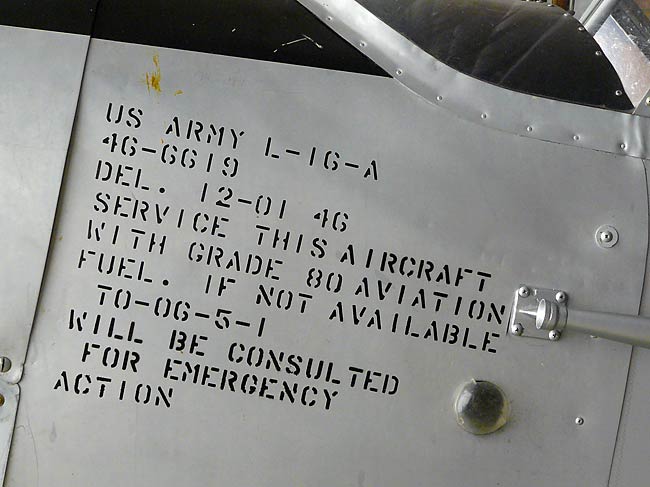 US ARMY L-16-A
46-6619
DEL. 12-01 46
SERVICE THIS AIRCRAFT
WITH GRADE 80 AVIATION
FUEL. IF NOT AVAILABLE
TO-06-5-1
WILL BE CONSULTED
FOR EMERGENCY
ACTION